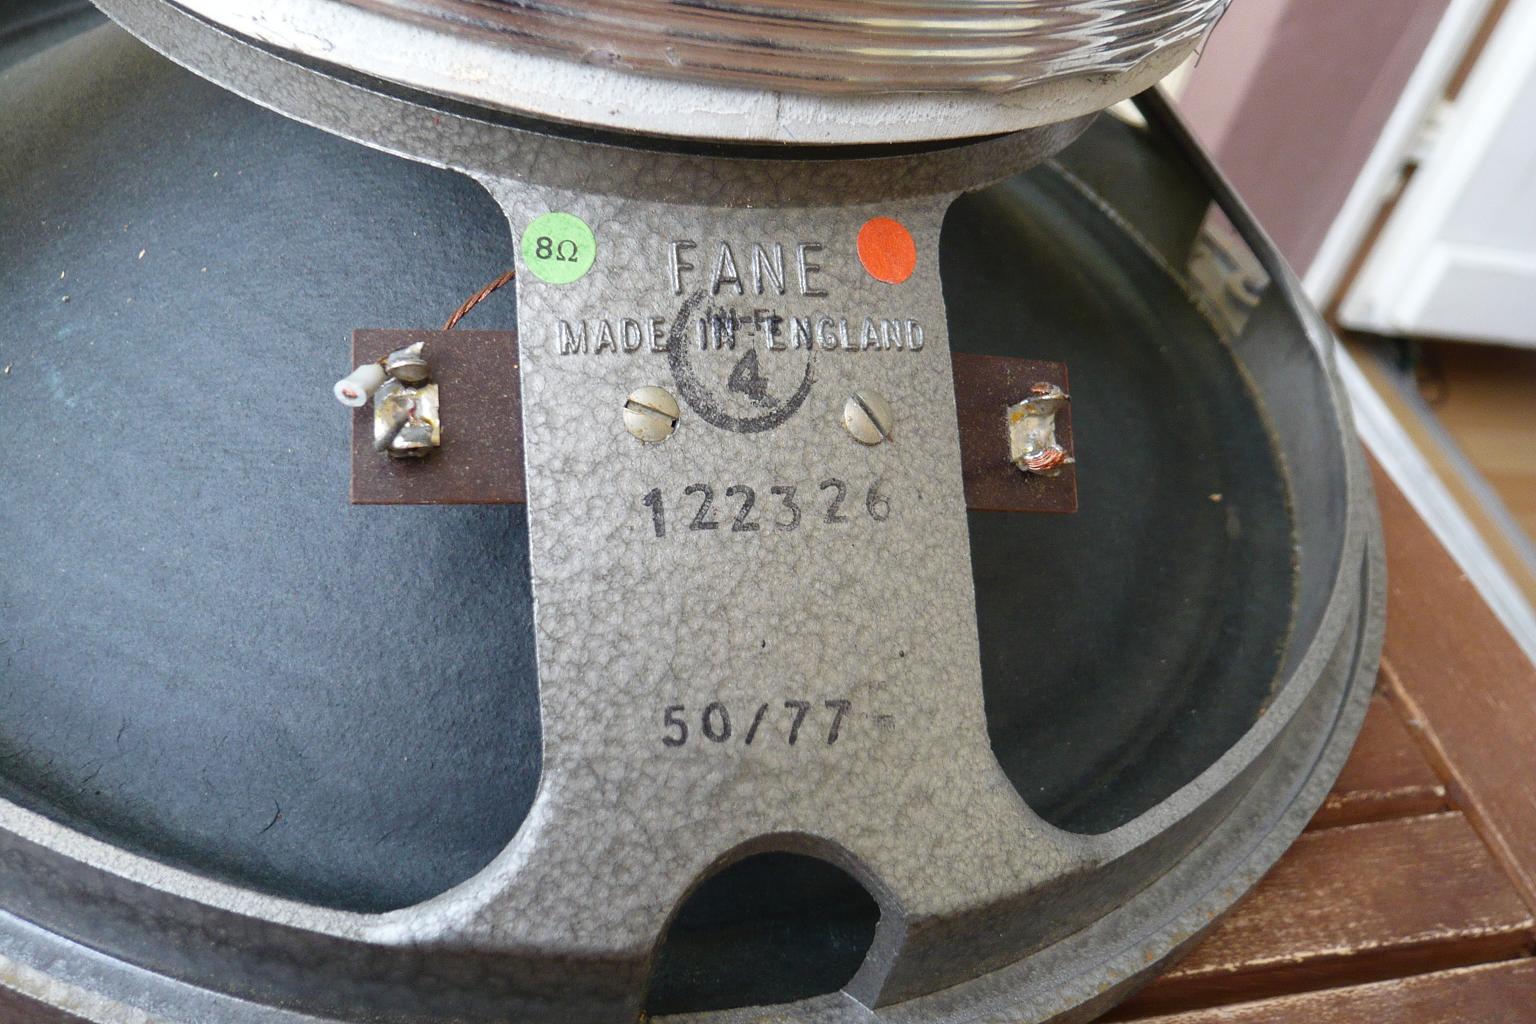 8Ω
FANE
MADE IN ENGLAND
4
122326
50/77